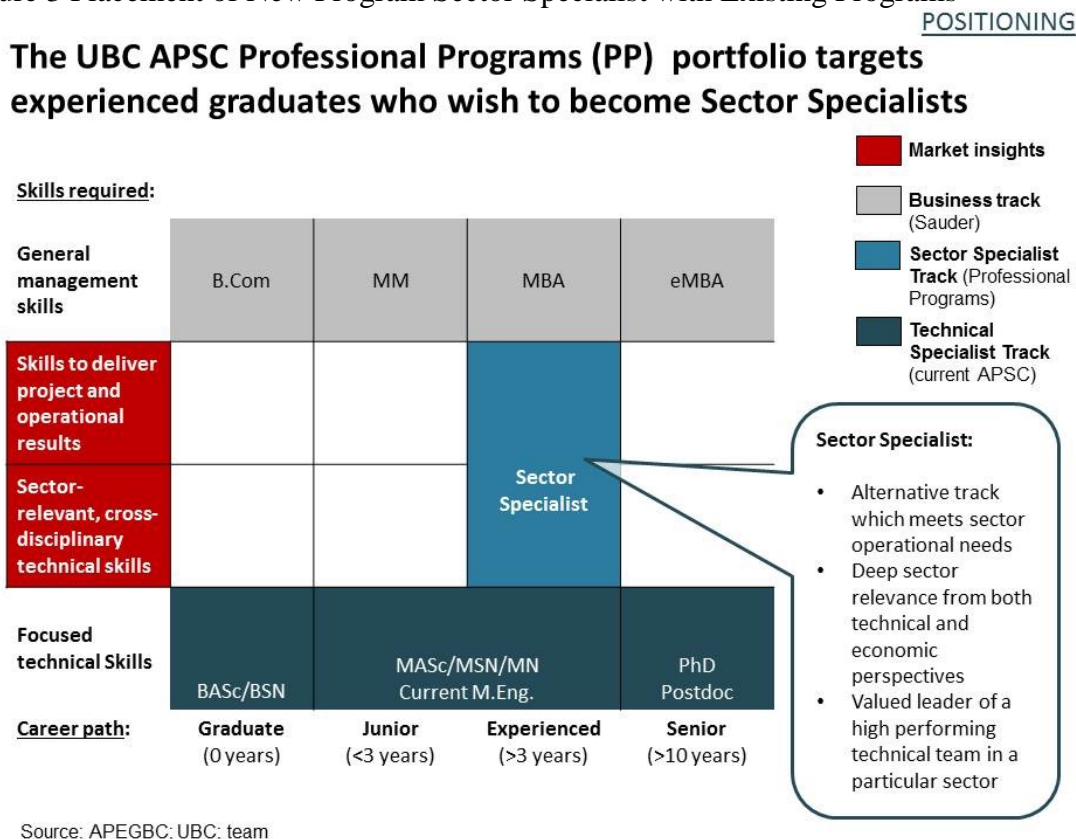 POSITIONING
The UBC APSC Professional Programs (PP) portfolio targets
experienced graduates who wish to become Sector Specialists
Market insights
Business track
(Sauder)
Sector Specialist
Track (Professional
Programs)
Technical
Specialist Track
(current APSC)
Skills required:
General
management
skills
B.Com
MM
MBA
eMBA
Skills to deliver
project and
operational
results
Sector-
relevant, cross-
disciplinary
technical skills
Sector
Specialist
Focused
technical Skills
BASc/BSN
MASc/MSN/MN
Current M.Eng.
PhD
Postdoc
Career path:
Graduate
(0 years)
Junior
(<3 years)
Experienced
(>3 years)
Senior
(>10 years)
Sector Specialist:
• Alternative track
which meets sector
operational needs
• Deep sector
relevance from both
technical and
economic
perspectives
• Valued leader of a
high performing
technical team in a
particular sector
Source: APEGBC; UBC; team